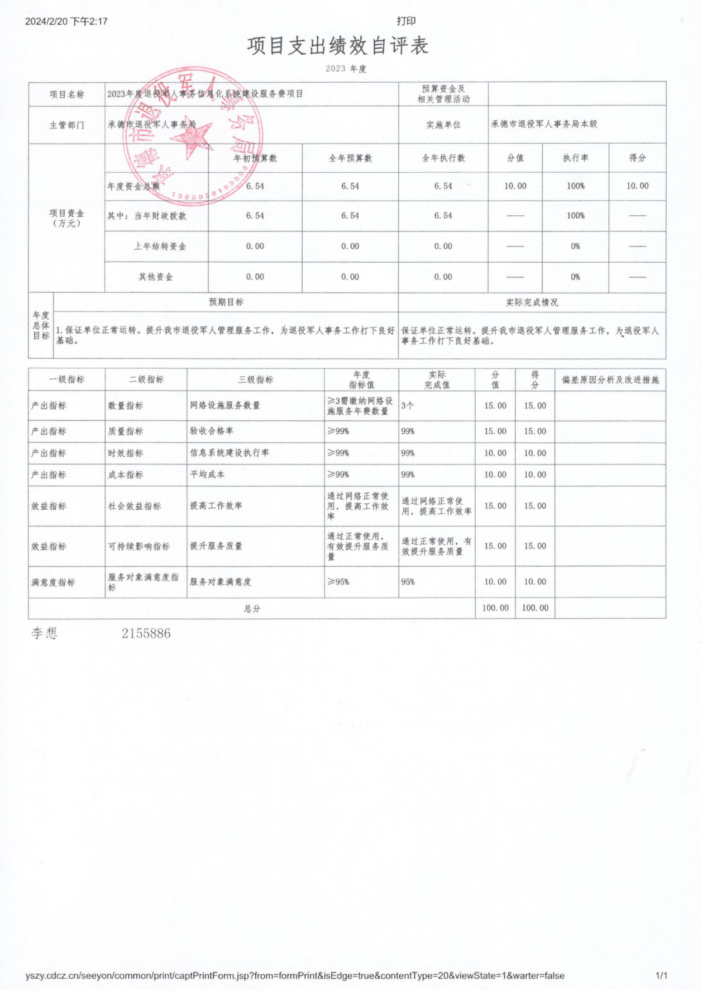 2024/2/20 下午2:17 打印
项目支出绩效自评表
2023 年度
项目名称 2023年度退役军人事务信息化系统建设服务费项目 预算资金及
相关管理活动
主管部门 承德市退役军人事务局 实施单位 承德市退役军人事务局本级
承德市退役军人事务局
年初预算数 全年预算数 全年执行数 分值 执行率 得分
年度资金总额 6.54 6.54 6.54 10.00 100% 10.00
项目资金
（万元）
其中：当年财政拨款 6.54 6.54 6.54 —— 100% ——
上年结转资金 0.00 0.00 0.00 —— 0% ——
其他资金 0.00 0.00 0.00 —— 0% ——
年度
总体
目标
预期目标 实际完成情况
1.保证单位正常运转。提升我市退役军人管理服务工作，为退役军人事务工作打下良好
基础。
保证单位正常运转。提升我市退役军人管理服务工作，为退役军人
事务工作打下良好基础。
一级指标 二级指标 三级指标 年度
指标值 实际
完成值 分
值 得
分 偏差原因分析及改进措施
产出指标 数量指标 网络设施服务数量 ≥3需缴纳网络设
施服务年费数量 3个 15.00 15.00
产出指标 质量指标 验收合格率 ≥99% 99% 15.00 15.00
产出指标 时效指标 信息系统建设执行率 ≥99% 99% 10.00 10.00
产出指标 成本指标 平均成本 ≥99% 99% 10.00 10.00
效益指标 社会效益指标 提高工作效率 通过网络正常使
用，提高工作效
率 通过网络正常使
用，提高工作效率 15.00 15.00
效益指标 可持续影响指标 提升服务质量 通过正常使用，
有效提升服务质
量 通过正常使用，有
效提升服务质量 15.00 15.00
满意度指标 服务对象满意度指
标 服务对象满意度 ≥95% 95% 10.00 10.00
总分 100.00 100.00
李想 2155886
yszy.cdcz.cn/seeyon/common/print/captPrintForm.jsp?from=formPrint&isEdge=true&contentType=20&viewState=1&warter=false 1/1